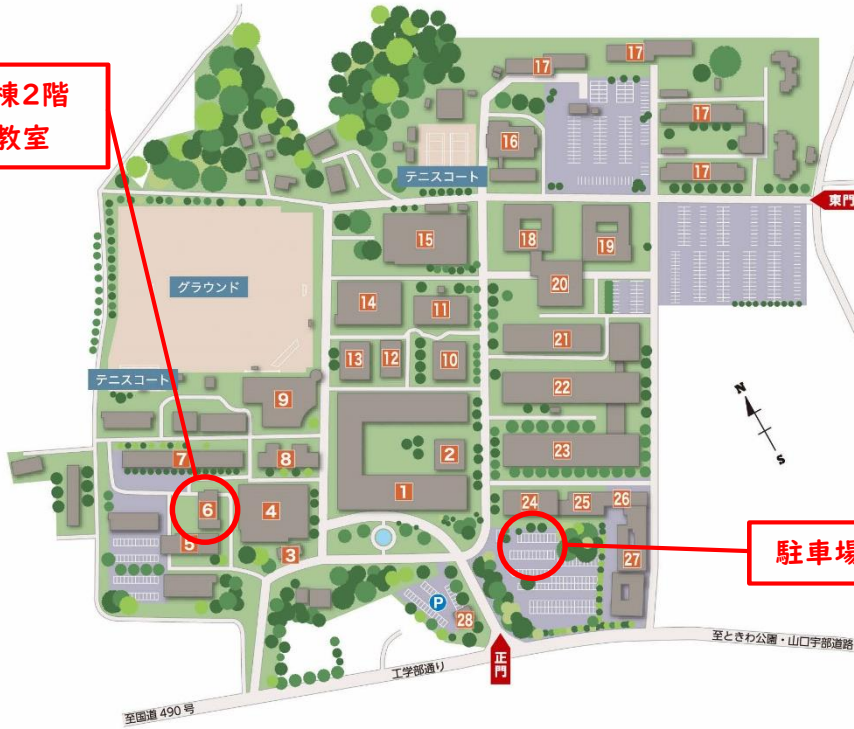 17
17
棟2階
教室
17
16
テニスコート
17
東門
15
18
19
グラウンド
20
14
11
21
13
12
10
テニスコート
22
9
N
S
2
23
7
8
1
6
4
24
25
26
5
3
27
駐車場
P
28
正門
至ときわ公園・山口宇部道路
工学部通り
至国道 490 号